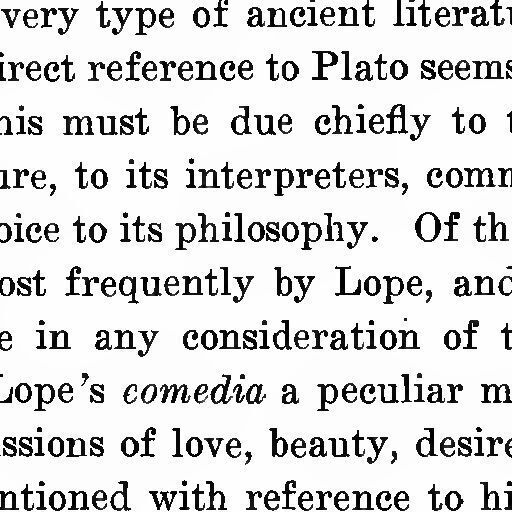 very type of ancient literatu
irect reference to Plato seems
his must be due chiefly to t
ure, to its interpreters, comm
oice to its philosophy. Of th
ost frequently by Lope, and
e in any consideration of t
Lope's comedia a peculiar m
ssions of love, beauty, desire
ntioned with reference to hi